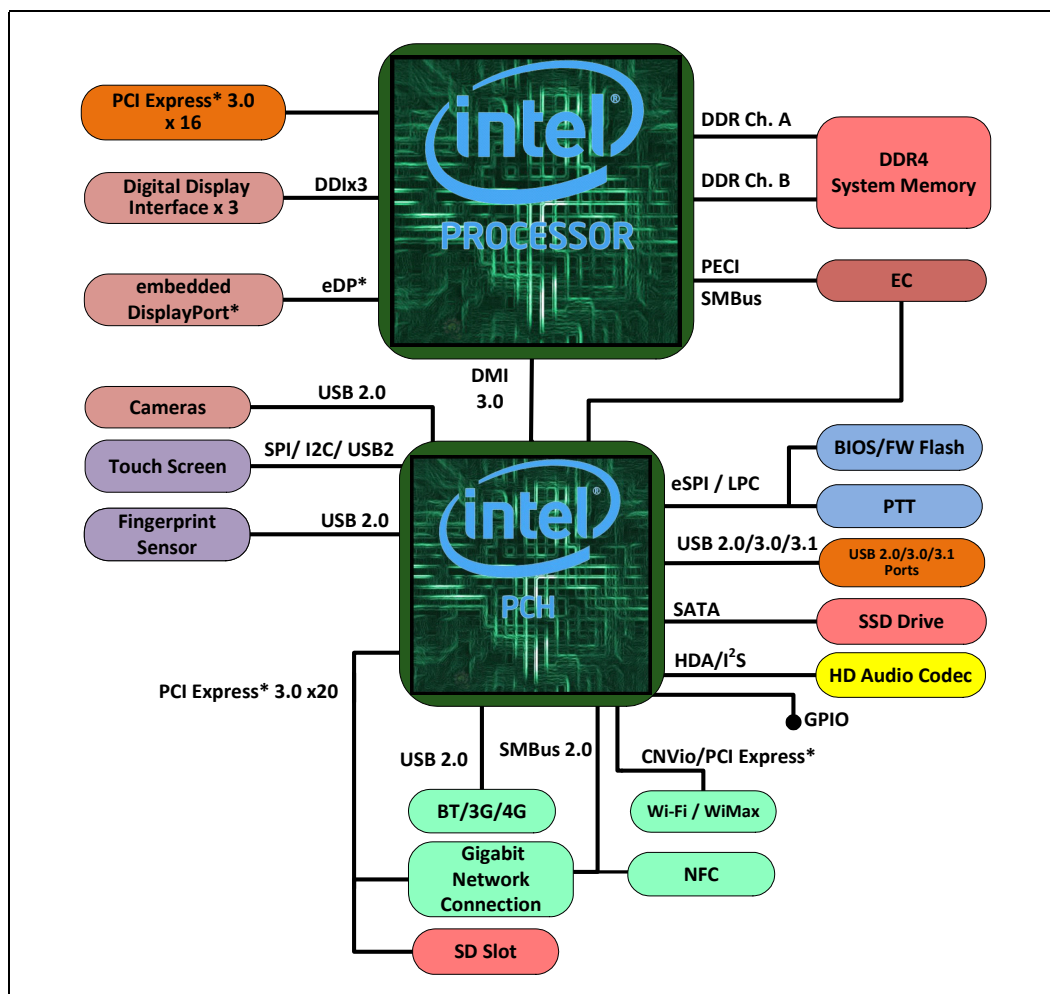 PCI Express* 3.0
x 16
Digital Display
Interface x 3
DDIx3
embedded
DisplayPort*
eDP*
intel®
PROCESSOR
DDR Ch. A
DDR Ch. B
DDR4
System Memory
PECI
SMBus
EC
DMI
3.0
Cameras
USB 2.0
Touch Screen
SPI/ I2C/ USB2
Fingerprint
Sensor
USB 2.0
intel®
PCH
eSPI / LPC
BIOS/FW Flash
PTT
USB 2.0/3.0/3.1
USB 2.0/3.0/3.1
Ports
SATA
SSD Drive
HDA/I²S
HD Audio Codec
GPIO
PCI Express* 3.0 x20
USB 2.0
SMBus 2.0
CNVio/PCI Express*
BT/3G/4G
Wi-Fi / WiMax
Gigabit
Network
Connection
NFC
SD Slot